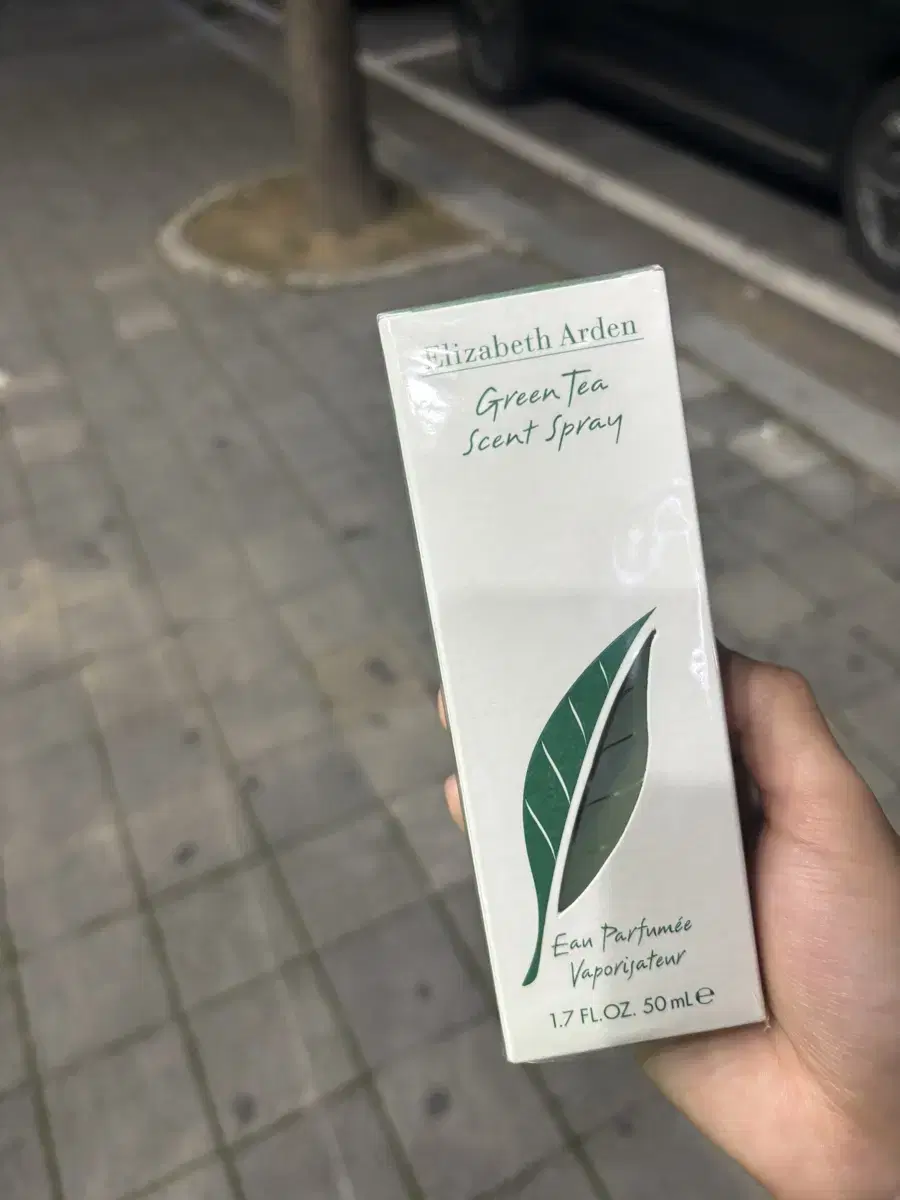 Elizabeth Arden
Green Tea
Scent Spray
Eau Parfumée
Vaporisateur
1.7 FL.OZ. 50 mL℮